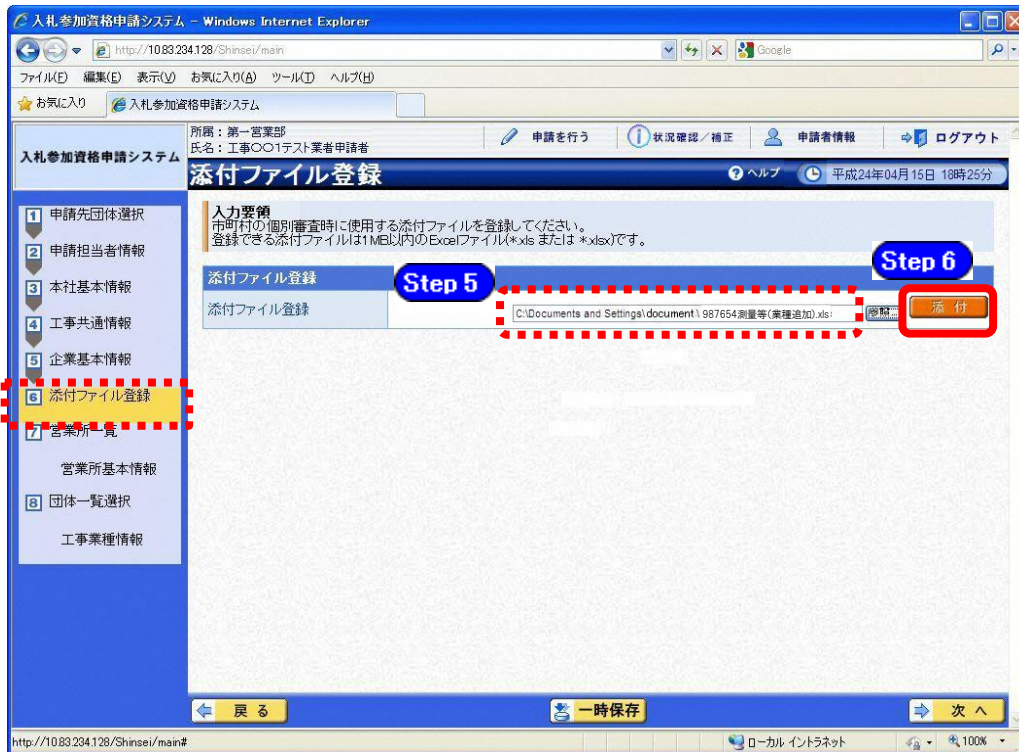 入札参加資格申請システム - Windows Internet Explorer
http://10.83.234.128/Shinsei/main
Google
ファイル(F) 編集(E) 表示(V) お気に入り(A) ツール(T) ヘルプ(H)
お気に入り 入札参加資格申請システム
入札参加資格申請システム
所属：第一営業部
氏名：工事〇〇1テスト業者申請者
申請を行う 状況確認/補正 申請者情報 ログアウト
添付ファイル登録
ヘルプ 平成24年04月15日 18時25分
1 申請先団体選択
2 申請担当者情報
3 本社基本情報
4 工事共通情報
5 企業基本情報
6 添付ファイル登録
7 営業所一覧
営業所基本情報
8 団体一覧選択
工事業種情報
入力要領
市町村の個別審査時に使用する添付ファイルを登録してください。
登録できる添付ファイルは1MB以内のExcelファイル(*.xls または *.xlsx)です。
添付ファイル登録
Step 5
Step 6
添付ファイル登録
C:\Documents and Settings\document\ 987654測量等(業種追加).xls
参照...
添 付
戻 る
一時保存
次 へ
http://10.83.234.128/Shinsei/main#
ローカル イントラネット
100%